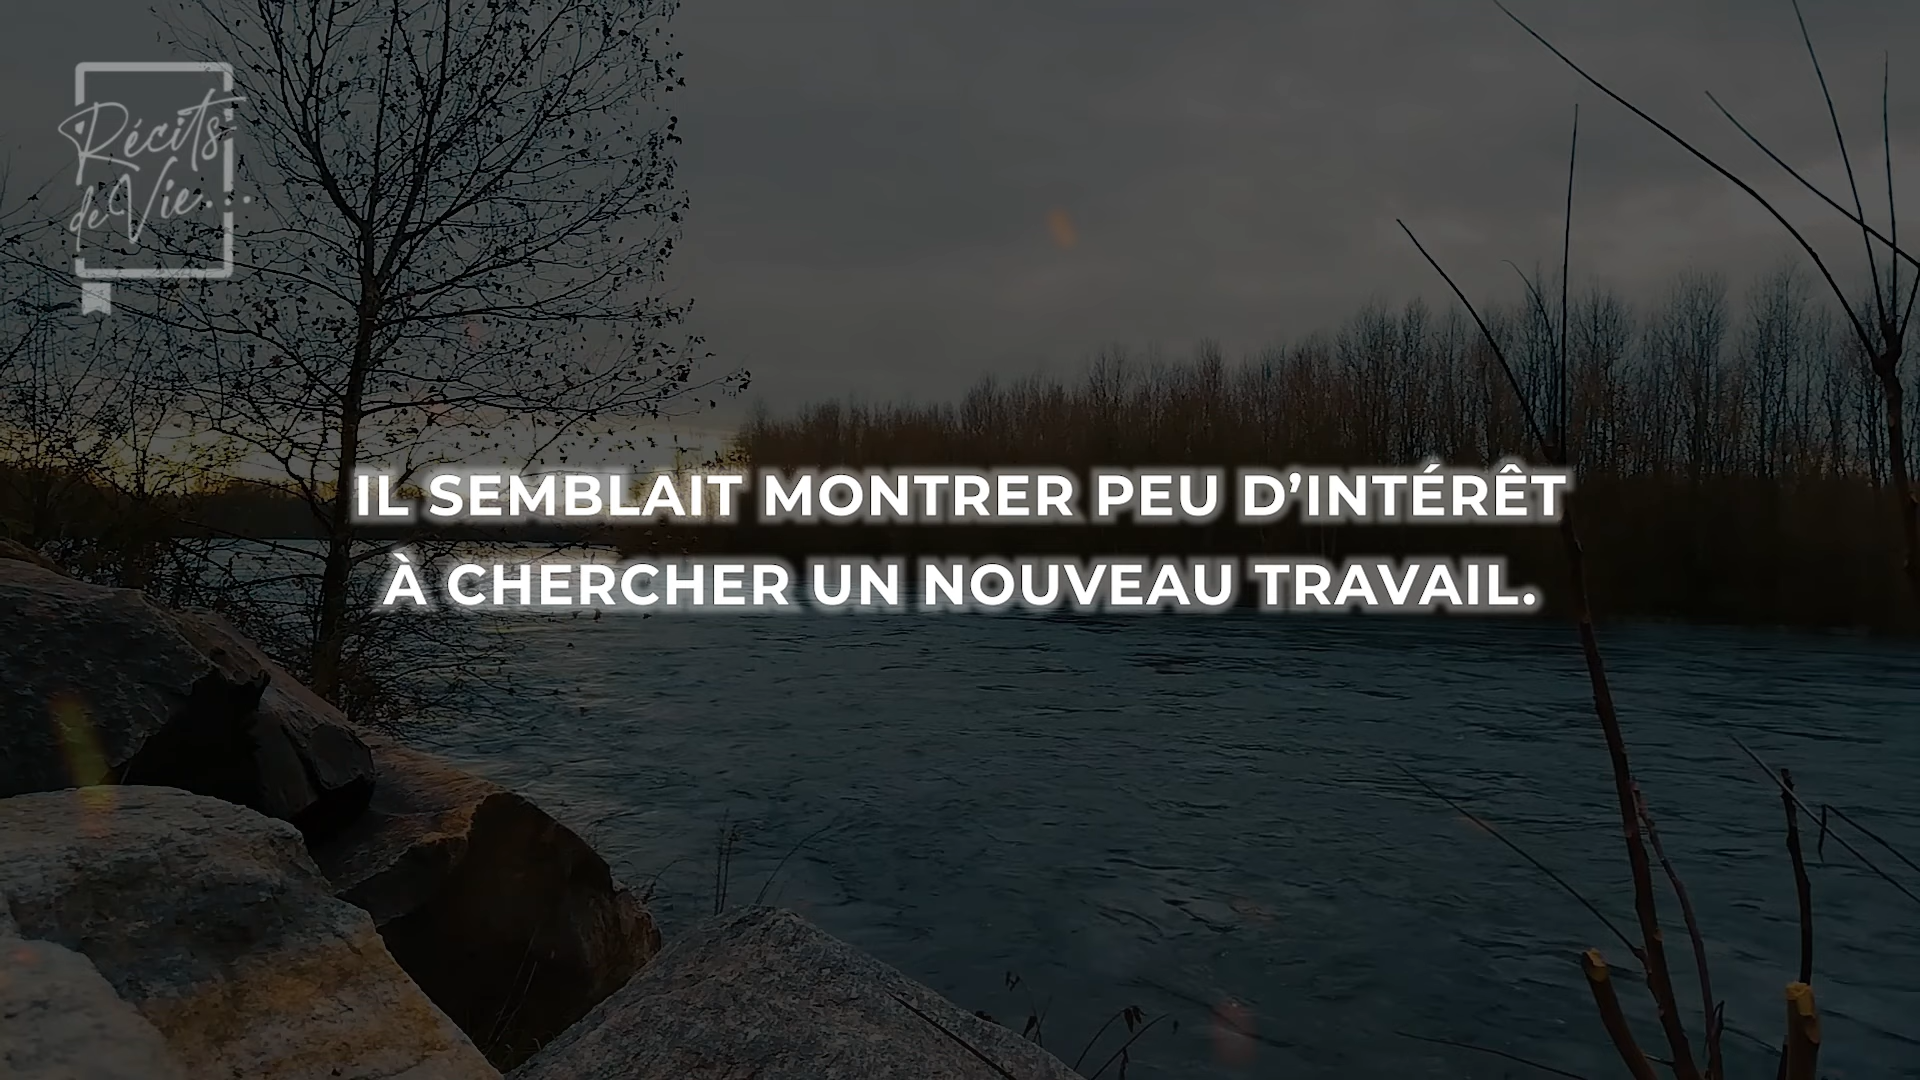 Récits
de Vie...
IL SEMBLAIT MONTRER PEU D’INTÉRÊT
À CHERCHER UN NOUVEAU TRAVAIL.